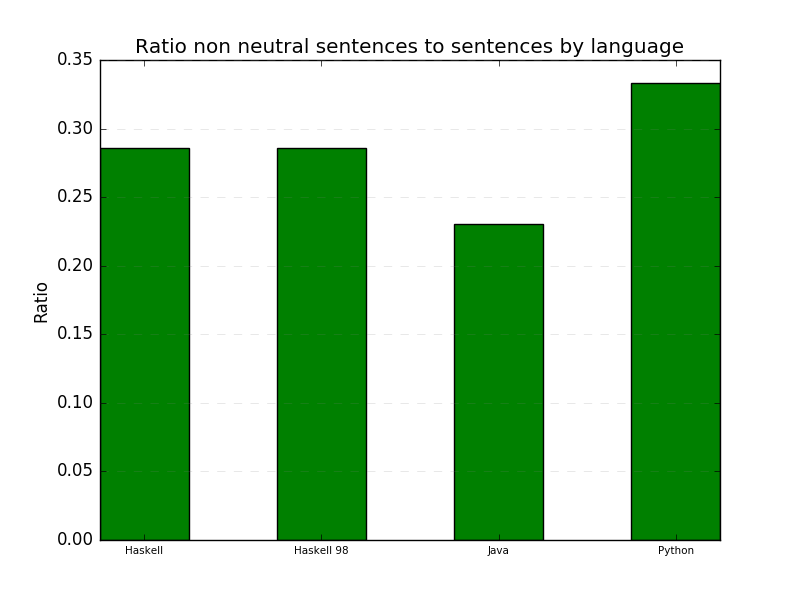 Ratio non neutral sentences to sentences by language
0.35
0.30
0.25
0.20
0.15
0.10
0.05
0.00
Ratio
Haskell
Haskell 98
Java
Python